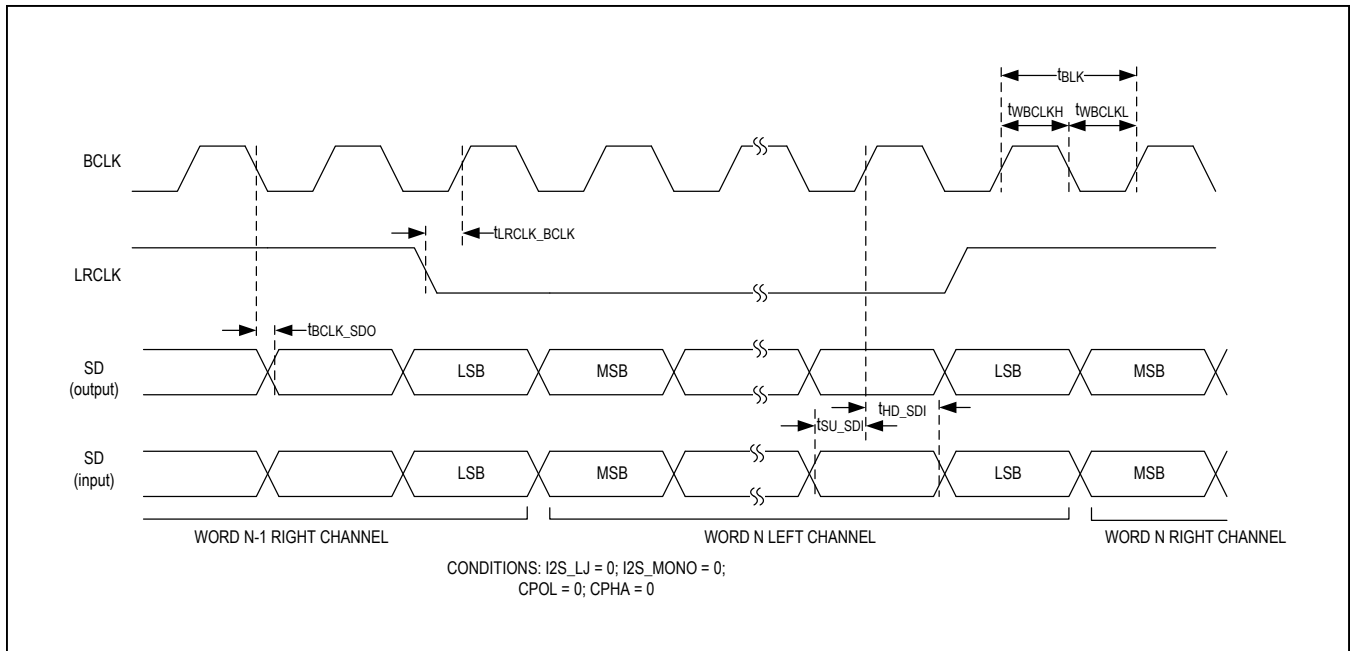 tBLK
tWBCLKH tWBCLKL
BCLK
tLRCLK_BCLK
LRCLK
tBCLK_SDO
SD
(output)
LSB MSB LSB MSB
tHD_SDI
tSU_SDI
SD
(input)
LSB MSB LSB MSB
WORD N-1 RIGHT CHANNEL WORD N LEFT CHANNEL WORD N RIGHT CHANNEL
CONDITIONS: I2S_LJ = 0; I2S_MONO = 0;
CPOL = 0; CPHA = 0